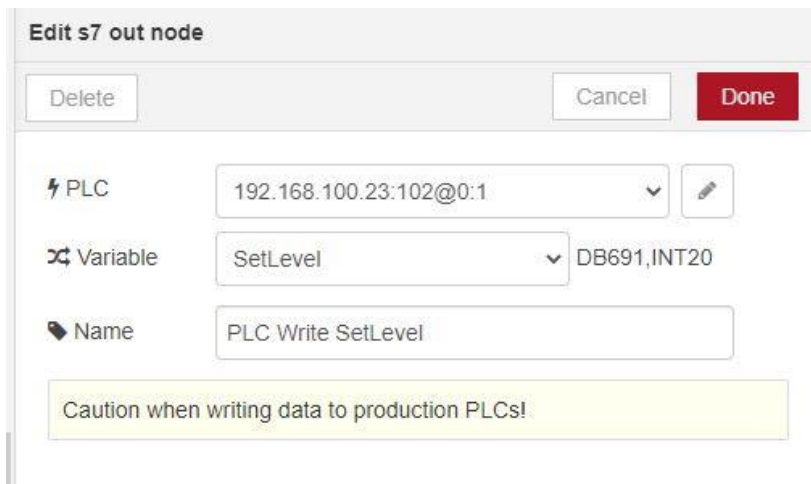 Edit s7 out node
Delete Cancel Done
PLC 192.168.100.23:102@0:1
Variable SetLevel DB691,INT20
Name PLC Write SetLevel
Caution when writing data to production PLCs!